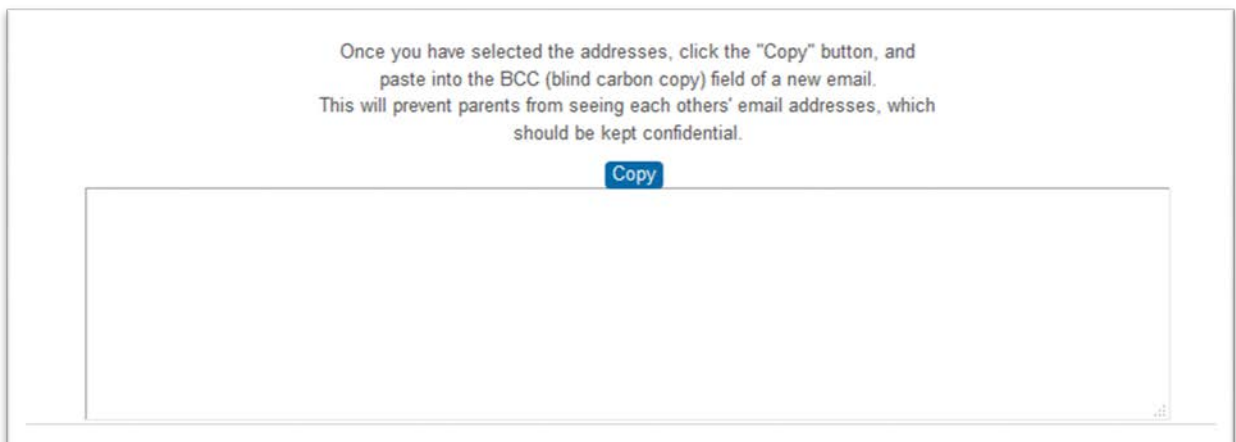 Once you have selected the addresses, click the "Copy" button, and
paste into the BCC (blind carbon copy) field of a new email.
This will prevent parents from seeing each others' email addresses, which
should be kept confidential.
Copy